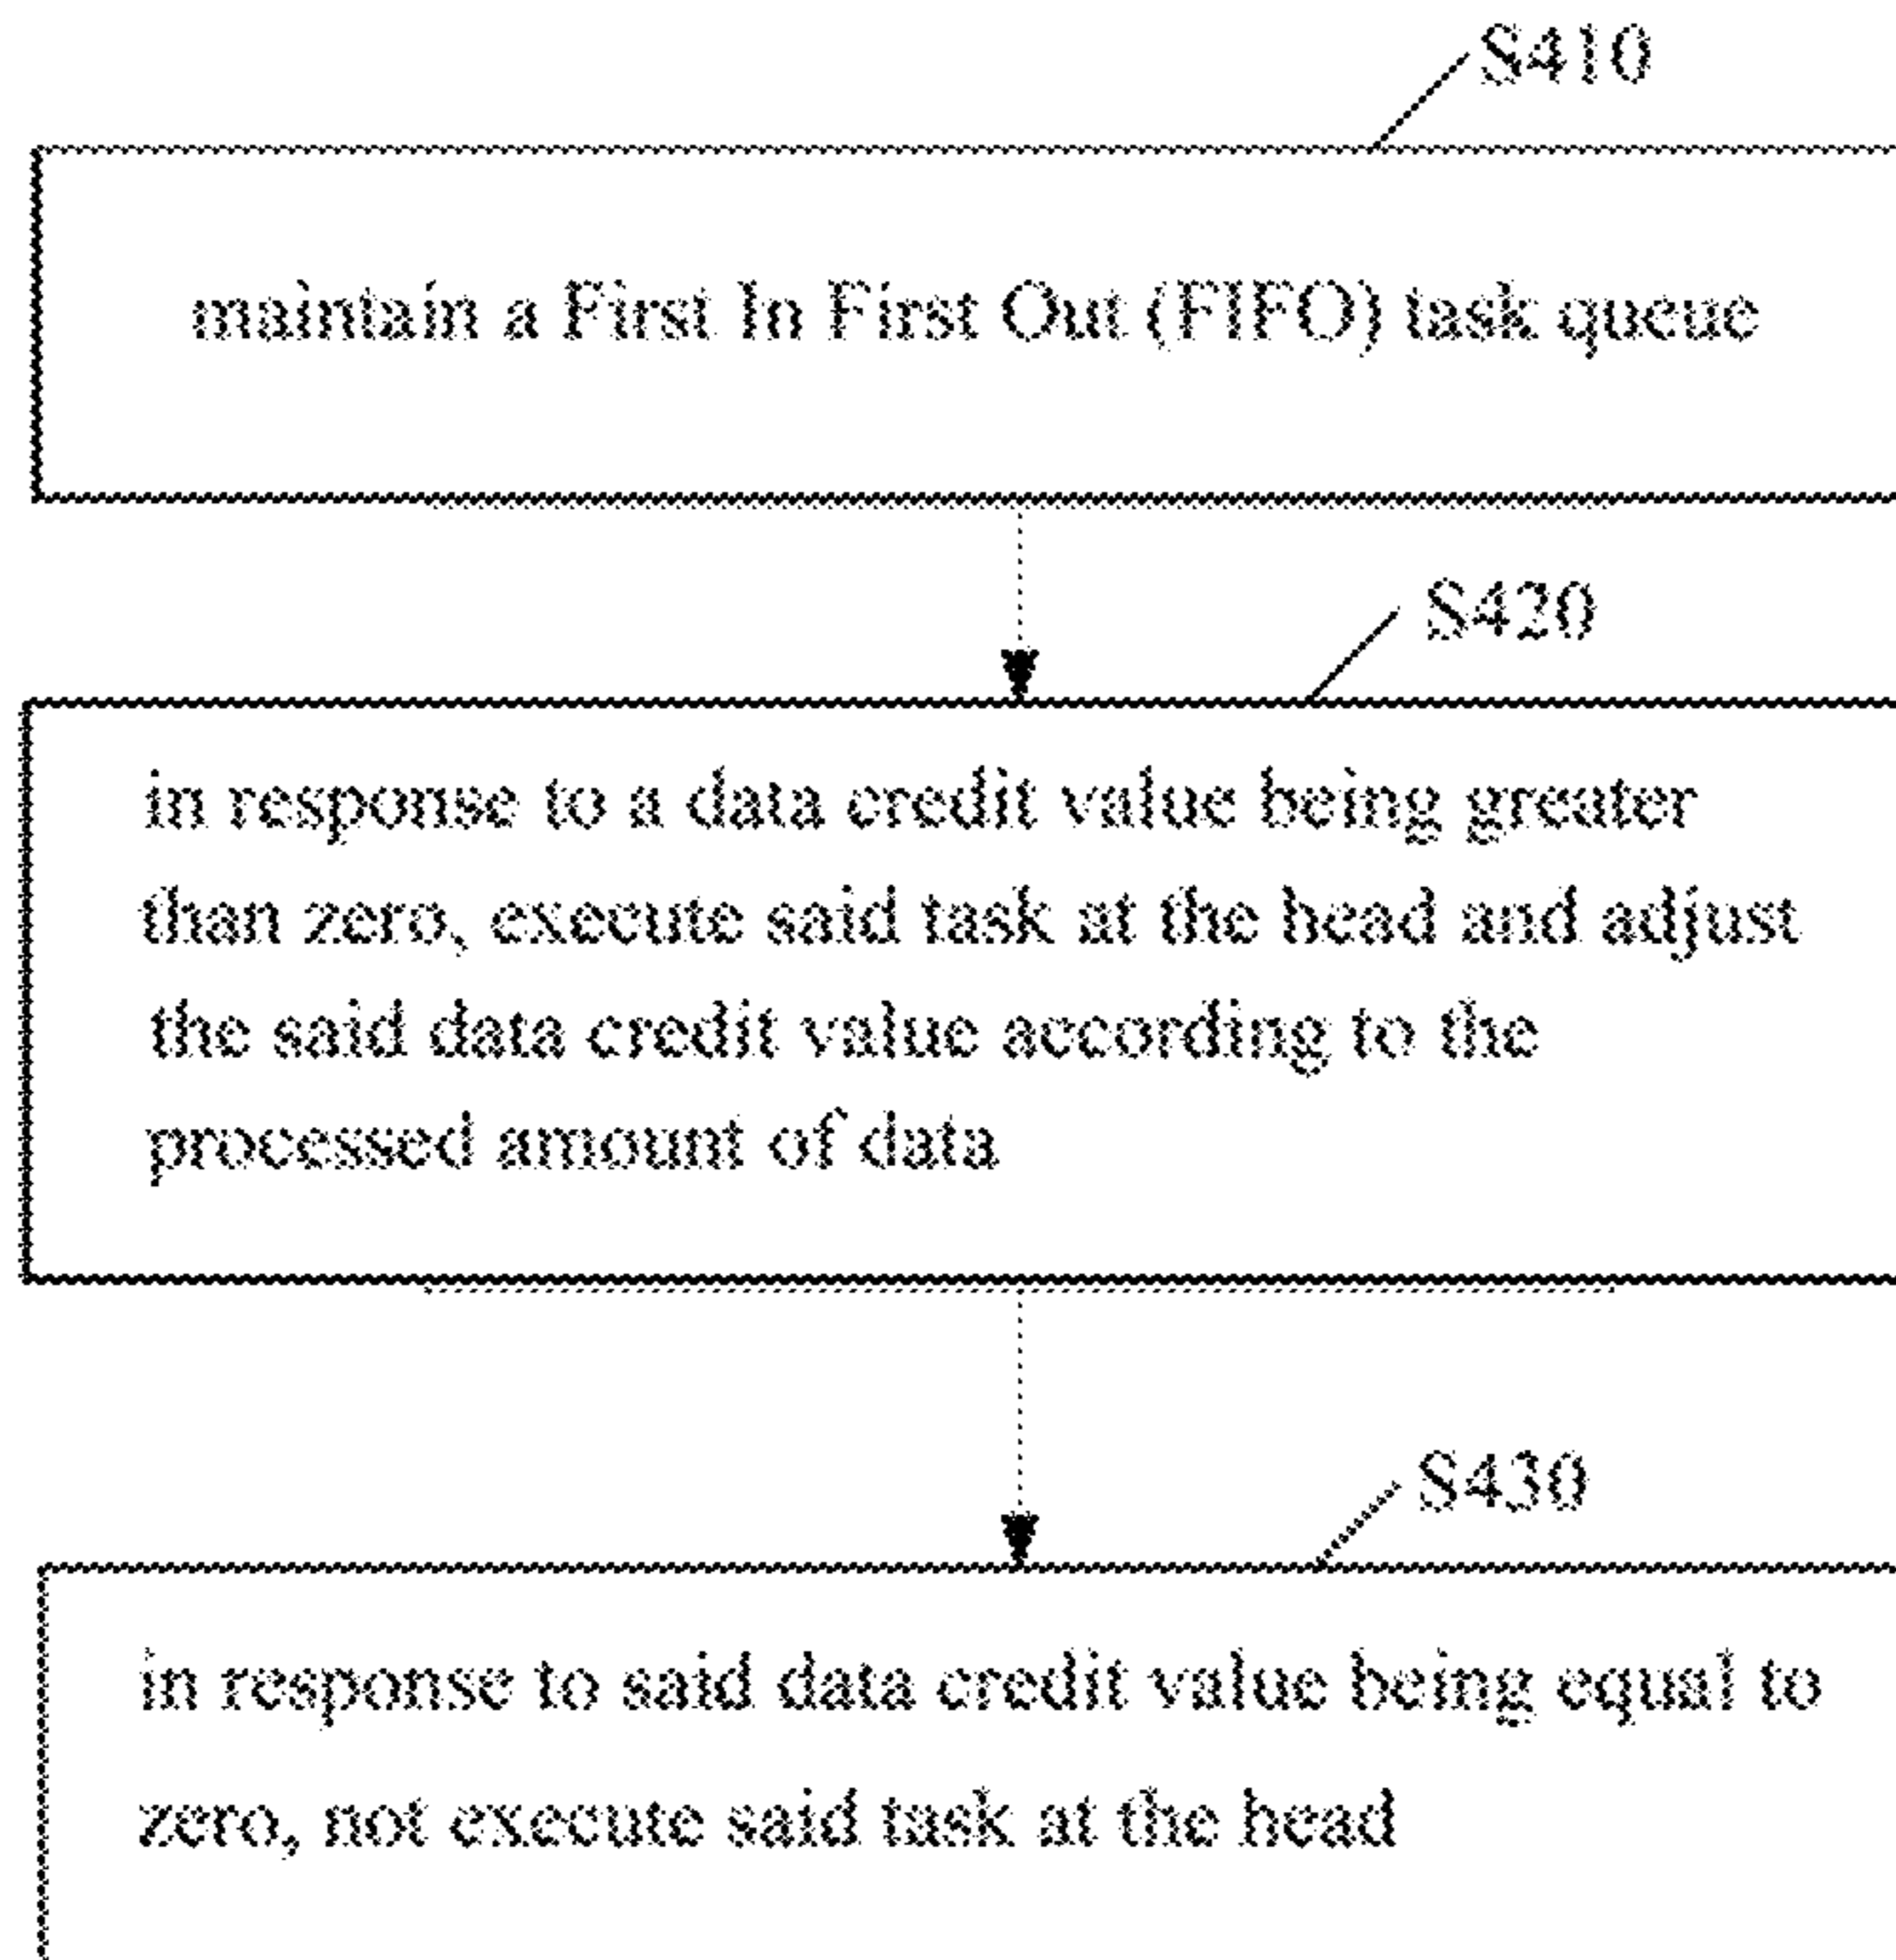 S410
maintain a First In First Out (FIFO) task queue
S420
in response to a data credit value being greater
than zero, execute said task at the head and adjust
the said data credit value according to the
processed amount of data
S430
in response to said data credit value being equal to
zero, not execute said task at the head